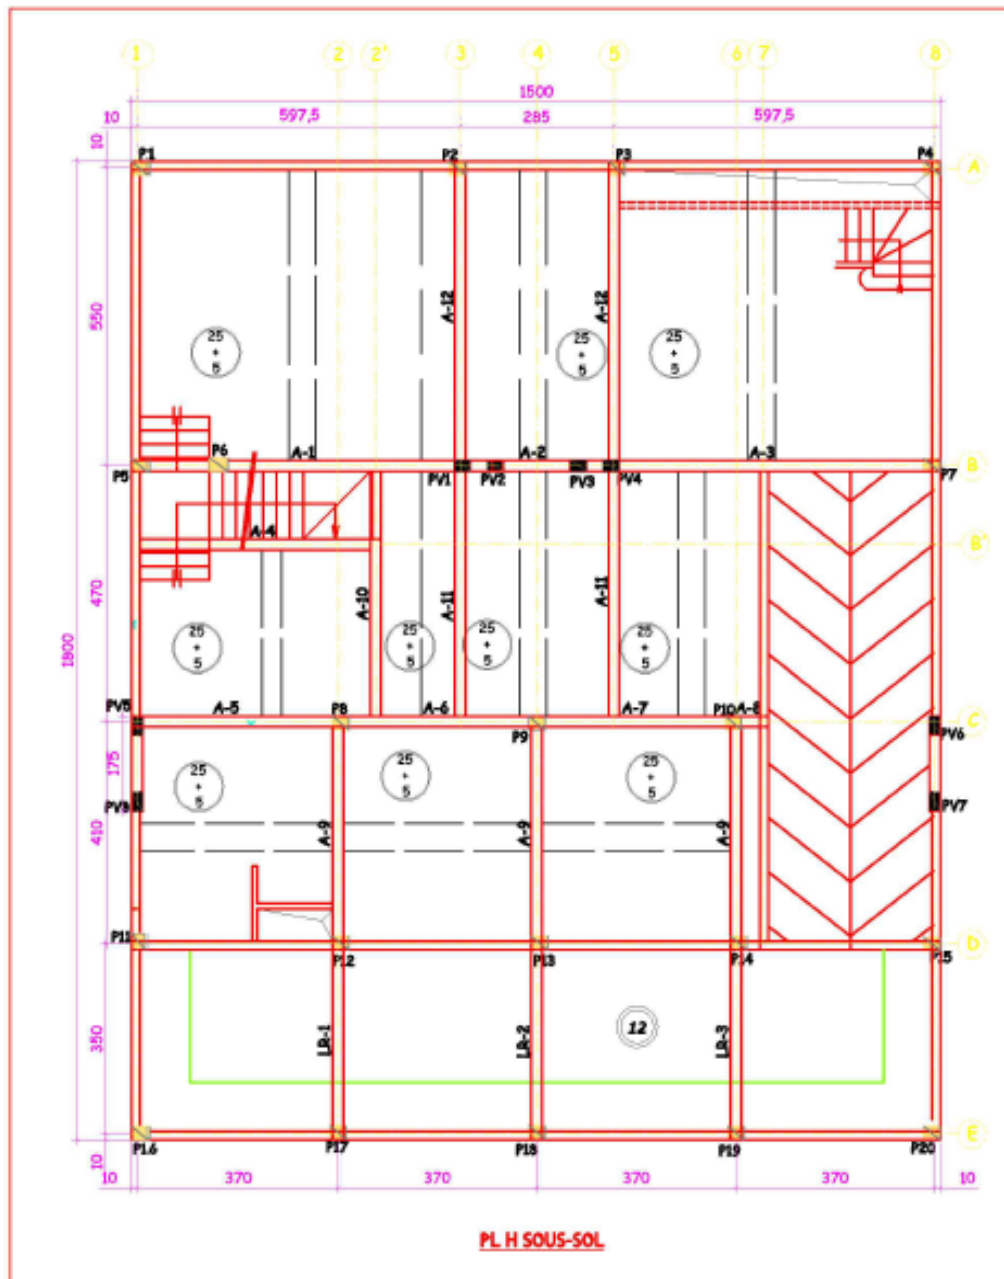 1 2 2' 3 4 5 6 7 8
1500
10 597,5 285 597,5
10
P1 P2 P3 P4 A
550
A-12 A-12
25 + 5
25 + 5
25 + 5
P6 A-1 A-2 A-3
P5 PV1 PV2 PV3 PV4 P7 B
A-4
B'
470
1800
A-10 A-11 A-11
25 + 5
25 + 5
25 + 5
25 + 5
PV5 A-5 P8 A-6 A-7 P10 A-8 C
P9 PV6
175
25 + 5
25 + 5
25 + 5
PV8 PV7
410
A-9 A-9 A-9
P11 D
P12 P13 P14 P15
350
LR-1 LR-2 LR-3
12
E
P16 P17 P18 P19 P20
10
10 370 370 370 370 10
PL H SOUS-SOL